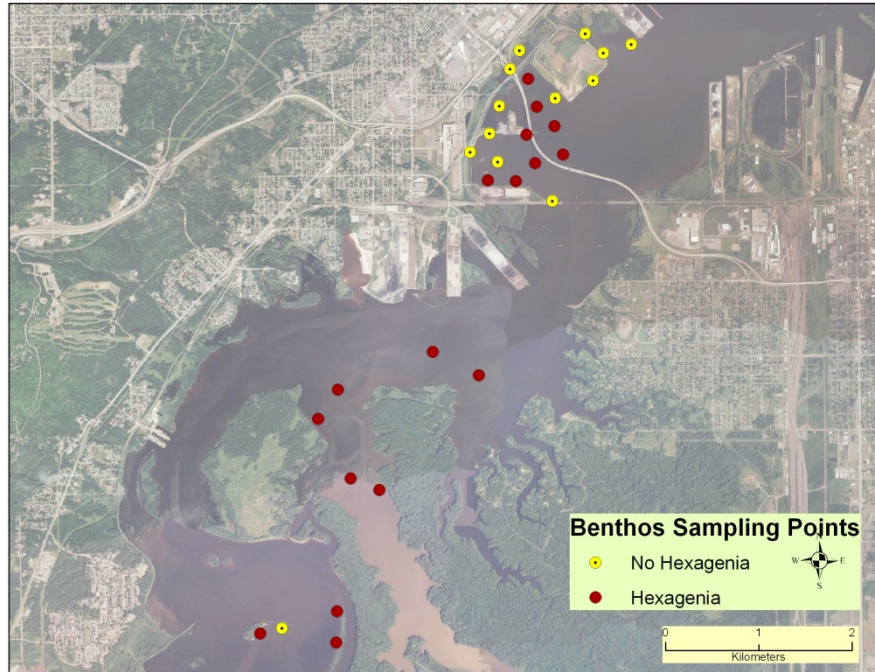 Benthos Sampling Points
No Hexagenia
Hexagenia
N
W E
S
0 1 2
Kilometers